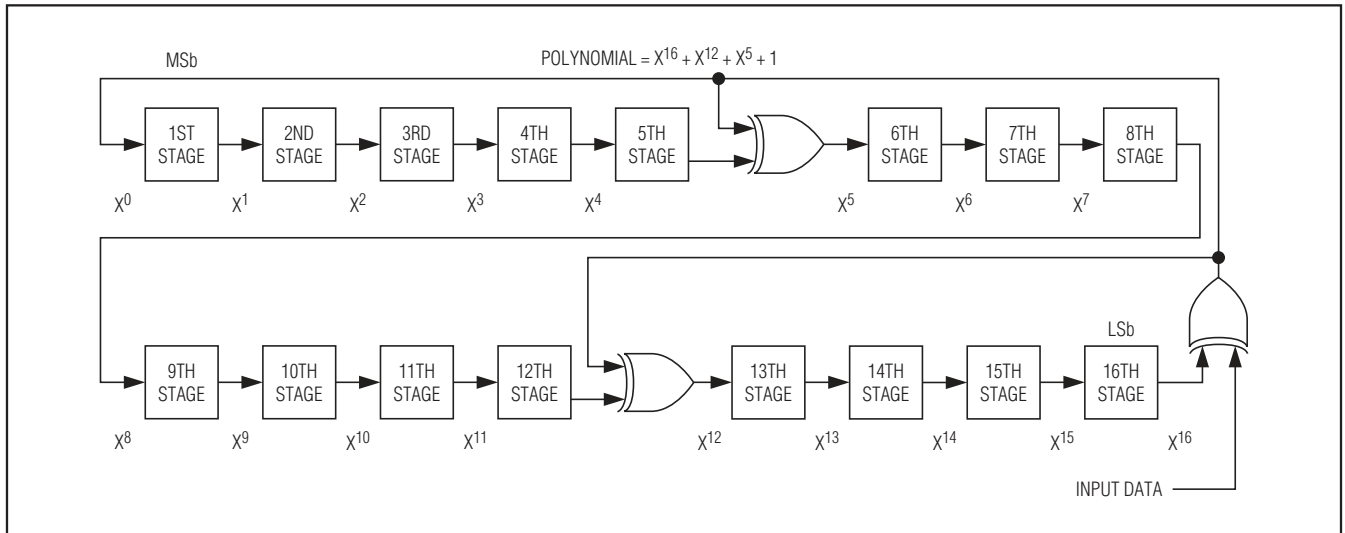 MSb
POLYNOMIAL = X16 + X12 + X5 + 1
1ST STAGE
2ND STAGE
3RD STAGE
4TH STAGE
5TH STAGE
6TH STAGE
7TH STAGE
8TH STAGE
X0
X1
X2
X3
X4
X5
X6
X7
LSb
9TH STAGE
10TH STAGE
11TH STAGE
12TH STAGE
13TH STAGE
14TH STAGE
15TH STAGE
16TH STAGE
X8
X9
X10
X11
X12
X13
X14
X15
X16
INPUT DATA